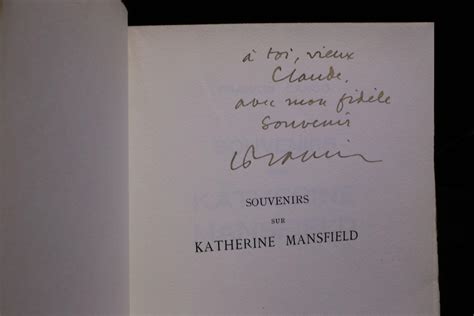 à toi, vieux
Claude,
avec mon fidèle
souvenir
SOUVENIRS
SUR
KATHERINE MANSFIELD